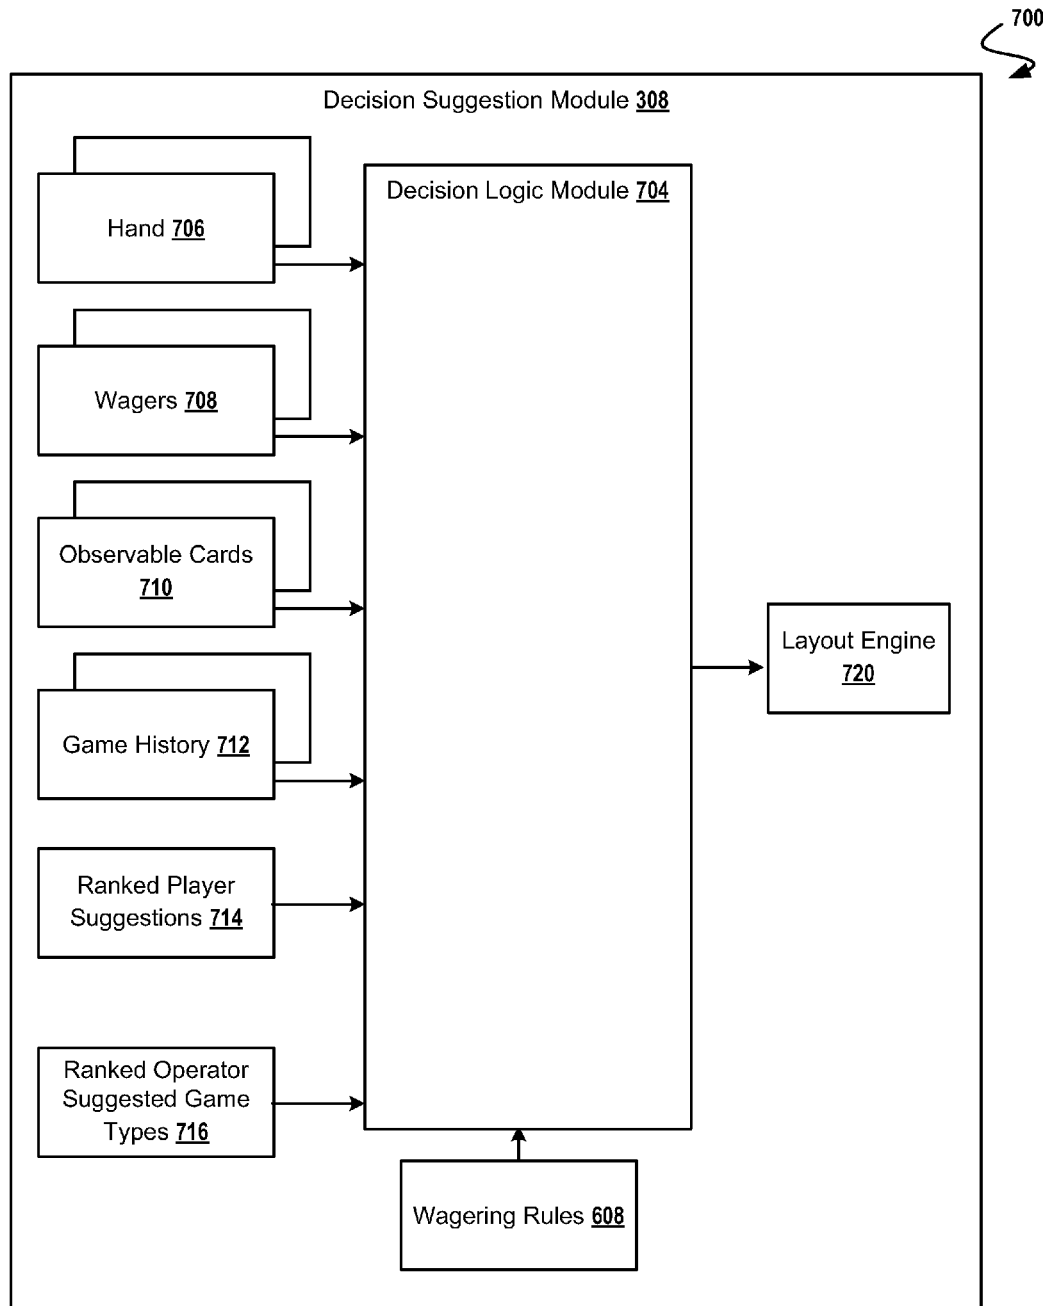 700
Decision Suggestion Module 308
Decision Logic Module 704
Hand 706
Wagers 708
Observable Cards
710
Game History 712
Ranked Player
Suggestions 714
Ranked Operator
Suggested Game
Types 716
Layout Engine
720
Wagering Rules 608